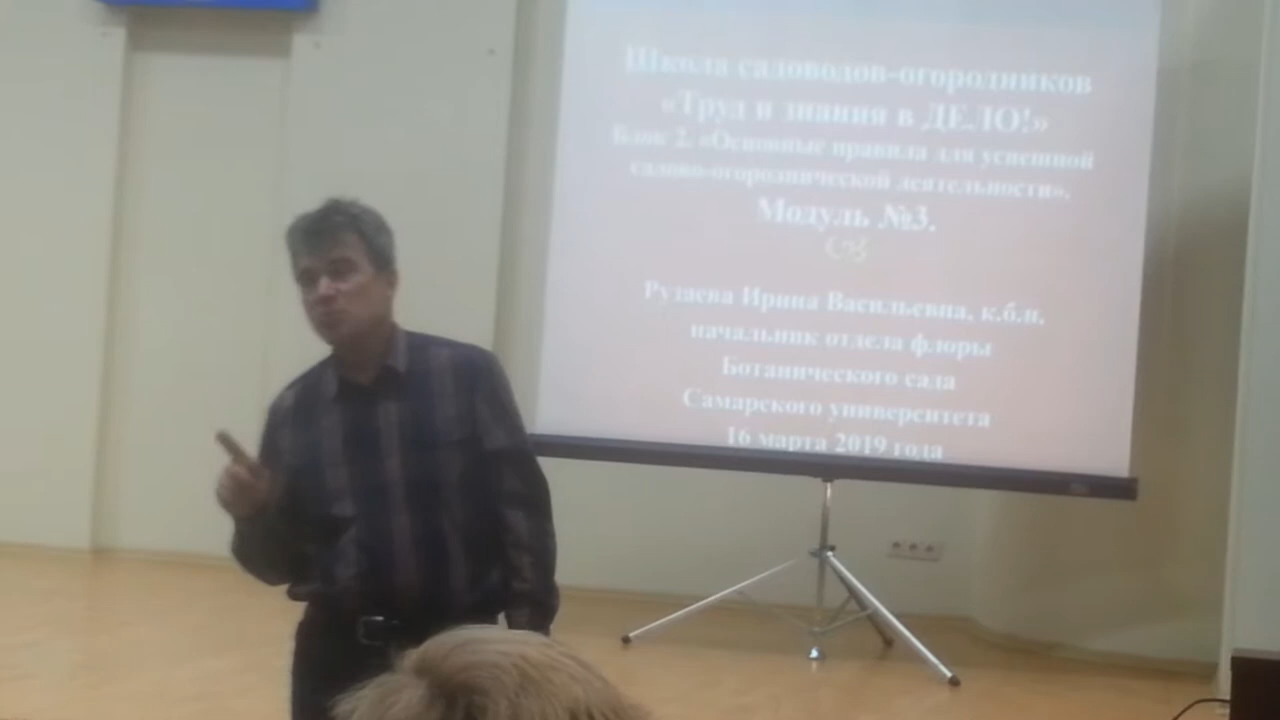 Школа садоводов-огородников
«Труд и знания в ДЕЛО!»
Блок 2. «Основные правила для успешной
садово-огороднической деятельности».
Модуль №3.
Рузаева Ирина Васильевна, к.б.н.
начальник отдела флоры
Ботанического сада
Самарского университета
16 марта 2019 года